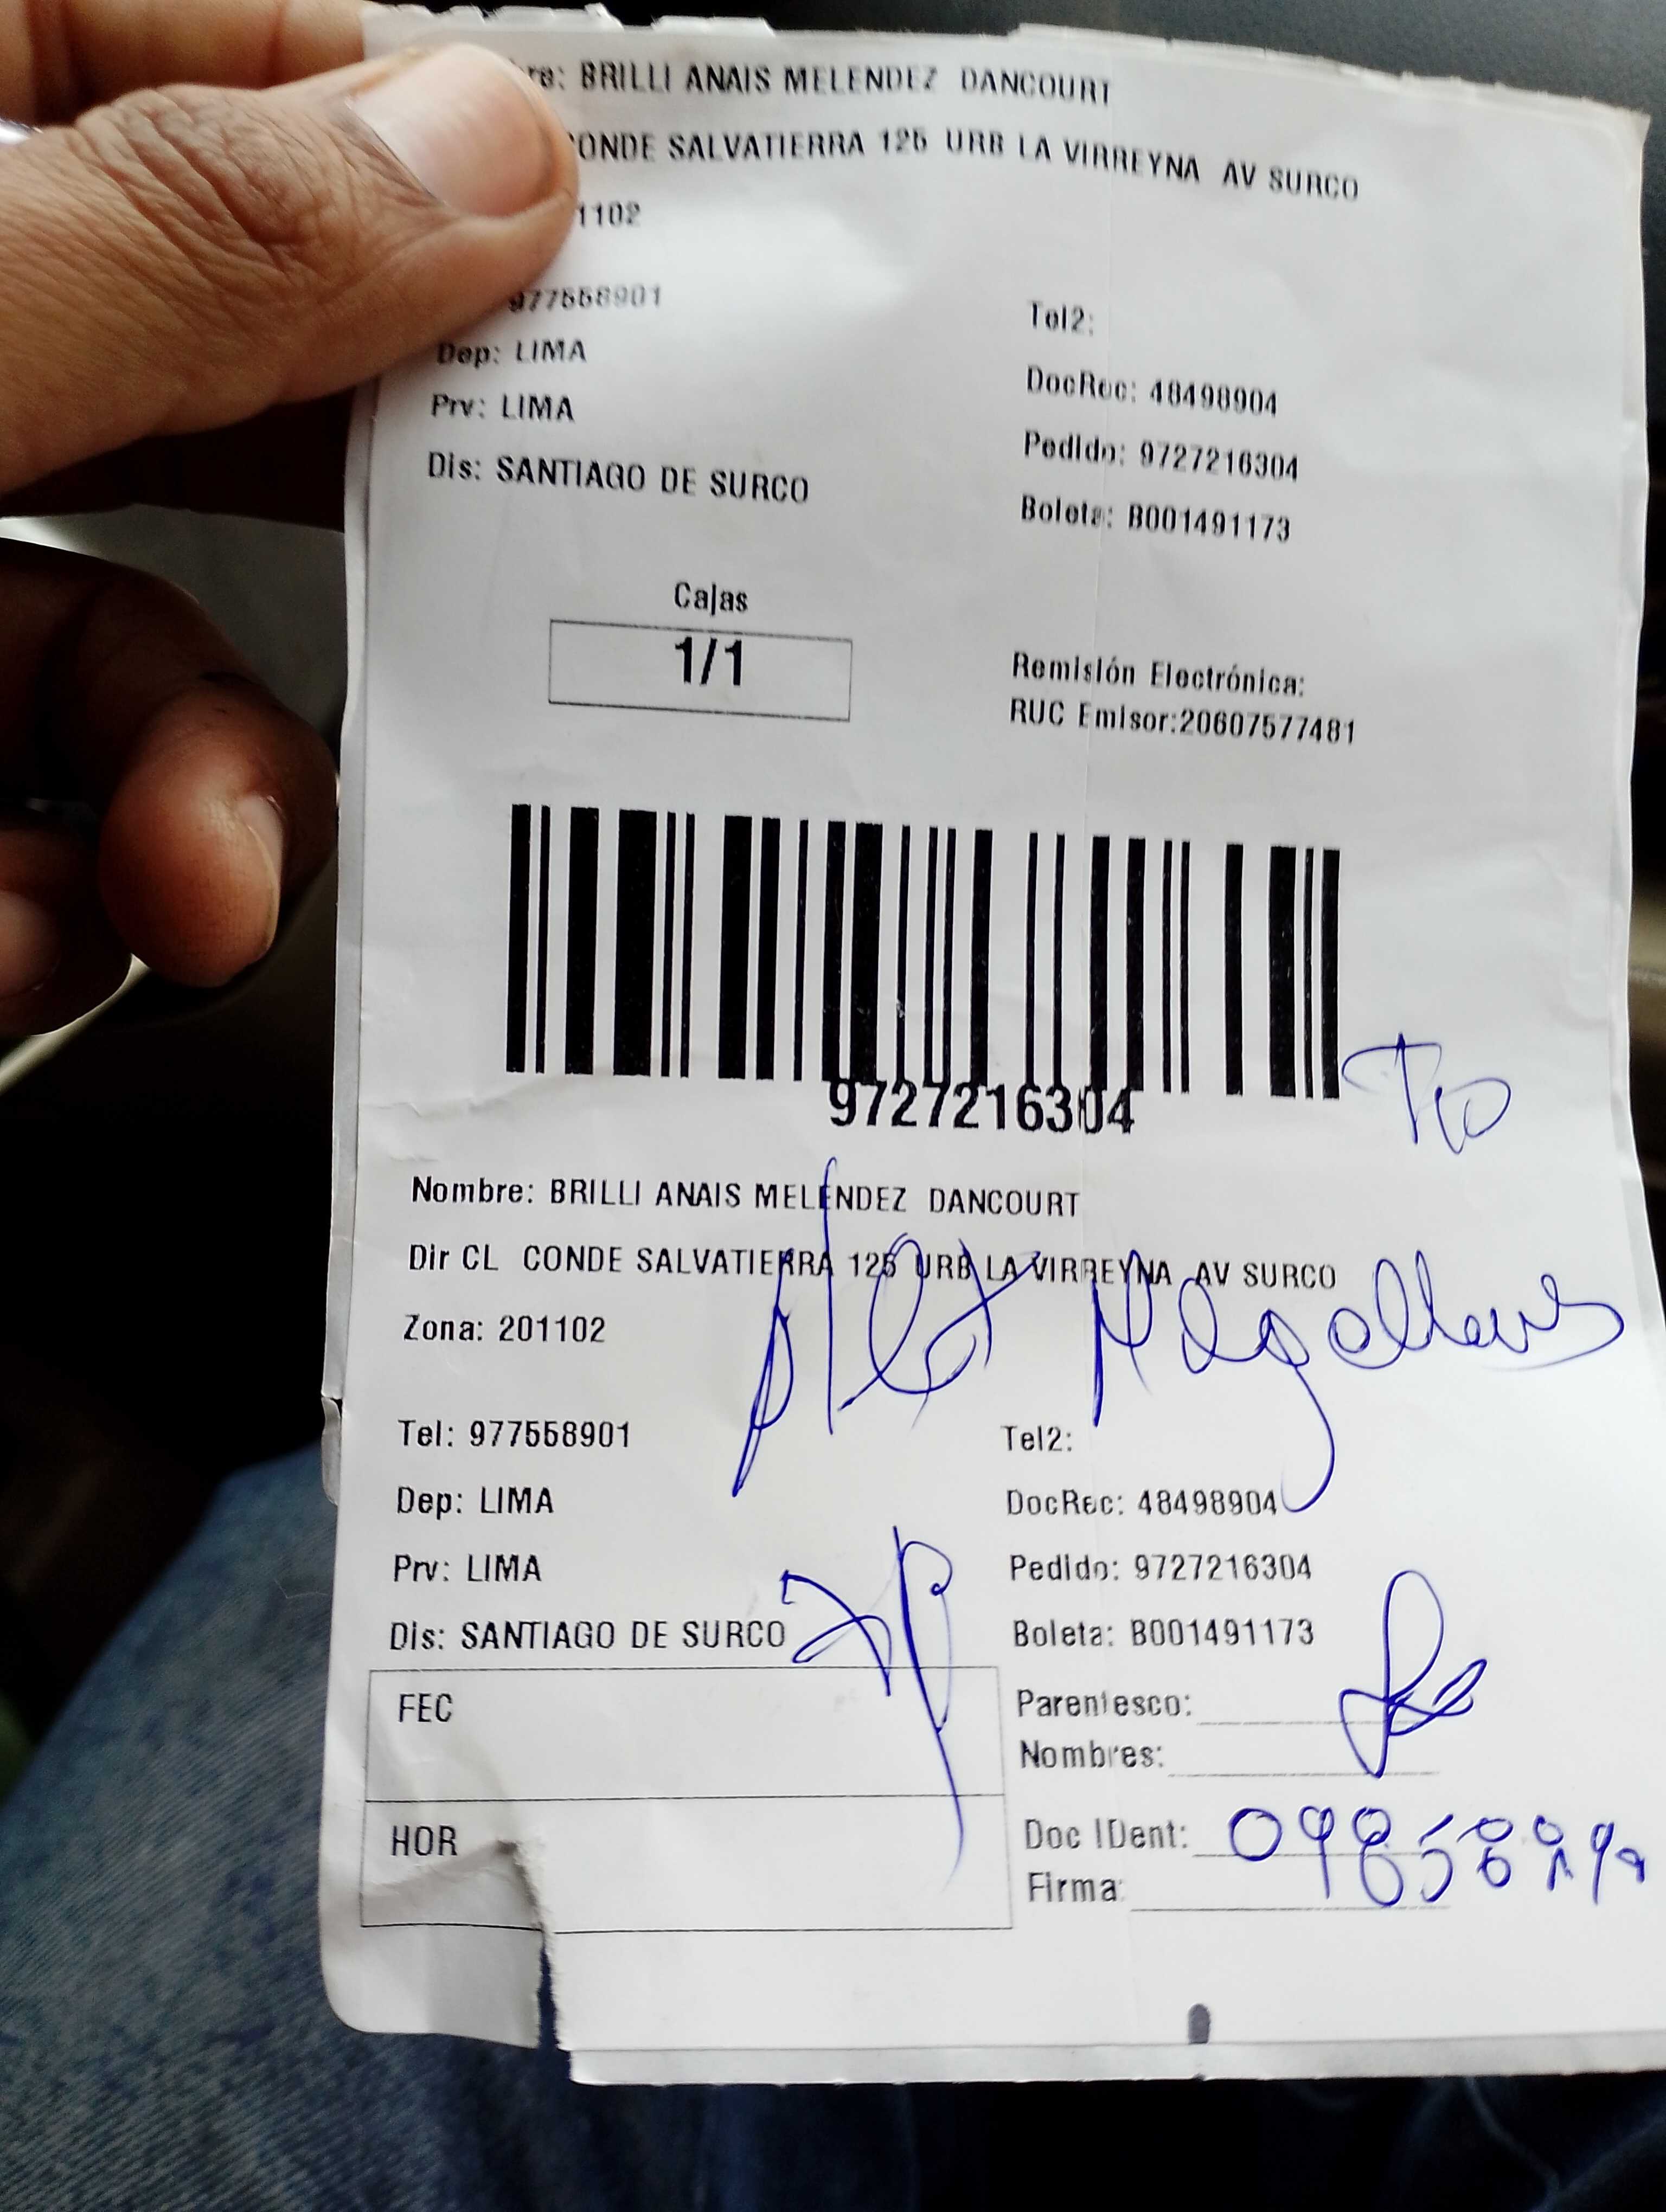 re: BRILLI ANAIS MELENDEZ DANCOURT
CONDE SALVATIERRA 125 URB LA VIRREYNA AV SURCO
1102
977558901
Tel2:
Dep: LIMA
DocRec: 48498904
Prv: LIMA
Pedido: 9727216304
Dis: SANTIAGO DE SURCO
Boleta: B001491173
Cajas
1/1
Remisión Electrónica:
RUC Emisor:20607577481
9727216304
Tio
Nombre: BRILLI ANAIS MELENDEZ DANCOURT
Dir CL CONDE SALVATIERRA 125 URB LA VIRREYNA AV SURCO
Alex Magallanes
Zona: 201102
Tel: 977558901
Tel2:
Dep: LIMA
DocRec: 48498904
Prv: LIMA
Pedido: 9727216304
Dis: SANTIAGO DE SURCO
Boleta: B001491173
FEC
Parentesco:
Nombres:
HOR
Doc IDent:
Firma: